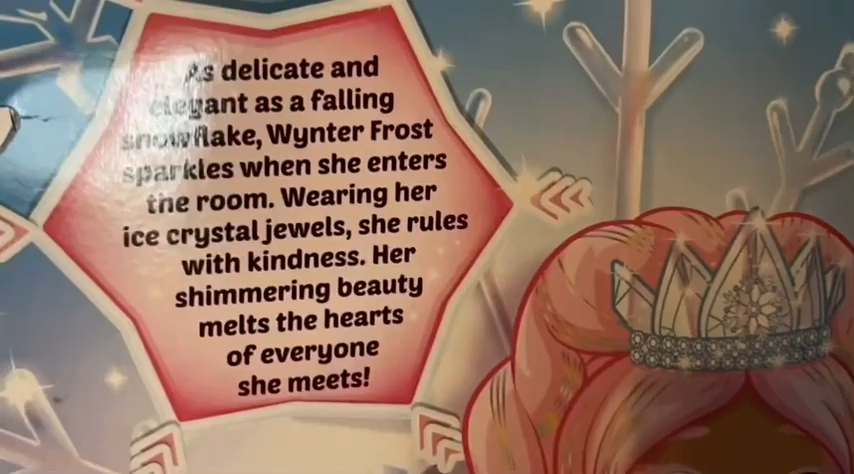 As delicate and
elegant as a falling
snowflake, Wynter Frost
sparkles when she enters
the room. Wearing her
ice crystal jewels, she rules
with kindness. Her
shimmering beauty
melts the hearts
of everyone
she meets!